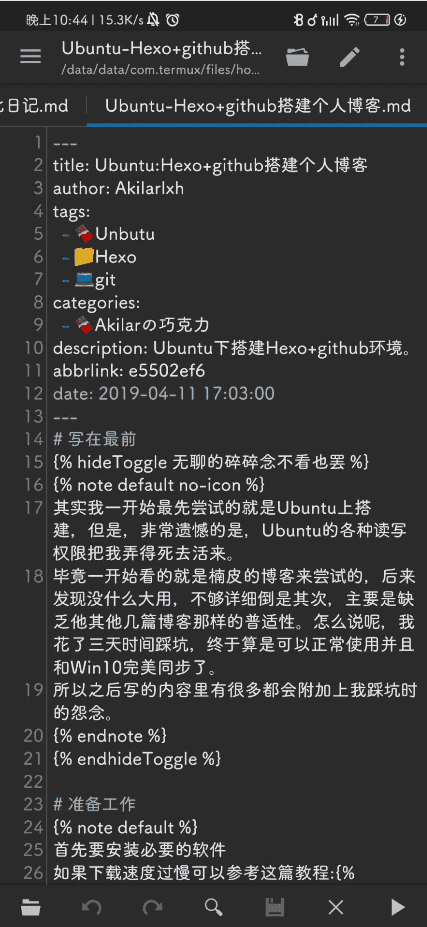 晚上10:44 | 15.3K/s
7
Ubuntu-Hexo+github搭...
/data/data/com.termux/files/ho...
日记.md
Ubuntu-Hexo+github搭建个人博客.md
1 ---
2 title: Ubuntu:Hexo+github搭建个人博客
3 author: Akilarlxh
4 tags:
5 - 🍫Unbutu
6 - 📁Hexo
7 - 💻git
8 categories:
9 - 🍫Akilarの巧克力
10 description: Ubuntu下搭建Hexo+github环境。
11 abbrlink: e5502ef6
12 date: 2019-04-11 17:03:00
13 ---
14 # 写在最前
15 {% hideToggle 无聊的碎碎念不看也罢 %}
16 {% note default no-icon %}
17 其实我一开始最先尝试的就是Ubuntu上搭
建，但是，非常遗憾的是，Ubuntu的各种读写
权限把我弄得死去活来。
18 毕竟一开始看的就是楠皮的博客来尝试的，后来
发现没什么大用，不够详细倒是其次，主要是缺
乏他其他几篇博客那样的普适性。怎么说呢，我
花了三天时间踩坑，终于算是可以正常使用并且
和Win10完美同步了。
19 所以之后写的内容里有很多都会附加上我踩坑时
的怨念。
20 {% endnote %}
21 {% endhideToggle %}
22
23 # 准备工作
24 {% note default %}
25 首先要安装必要的软件
26 如果下载速度过慢可以参考这篇教程:{%